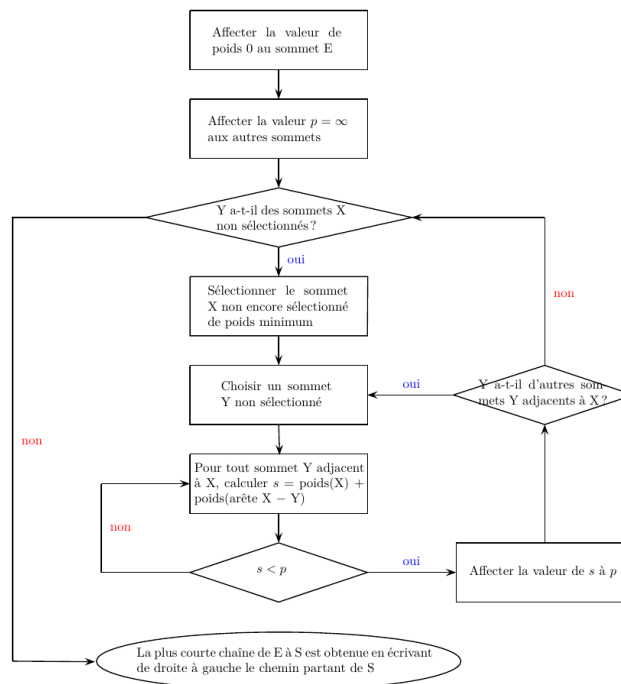 Affecter la valeur de
poids 0 au sommet E
Affecter la valeur p = ∞
aux autres sommets
Y a-t-il des sommets X
non sélectionnés ?
oui
Sélectionner le sommet
X non encore sélectionné
de poids minimum
non
Choisir un sommet
Y non sélectionné
oui
Y a-t-il d'autres som-
mets Y adjacents à X ?
non
Pour tout sommet Y adjacent
à X, calculer s = poids(X) +
poids(arête X − Y)
non
s < p
oui
Affecter la valeur de s à p
La plus courte chaîne de E à S est obtenue en écrivant
de droite à gauche le chemin partant de S